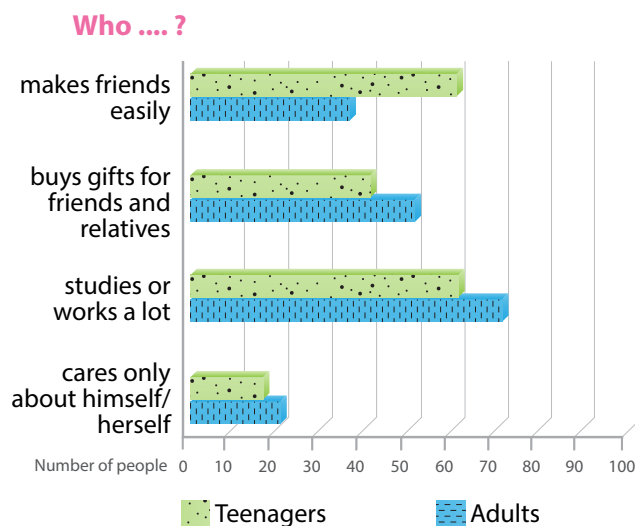 Who .... ?
makes friends
easily
buys gifts for
friends and
relatives
studies or
works a lot
cares only
about himself/
herself
Number of people 0 10 20 30 40 50 60 70 80 90 100
Teenagers Adults